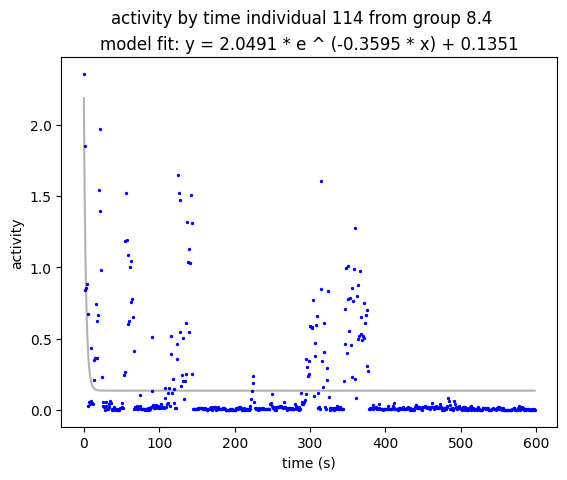 activity by time individual 114 from group 8.4
model fit: y = 2.0491 * e ^ (-0.3595 * x) + 0.1351
2.0
1.5
1.0
0.5
0.0
activity
0 100 200 300 400 500 600
time (s)